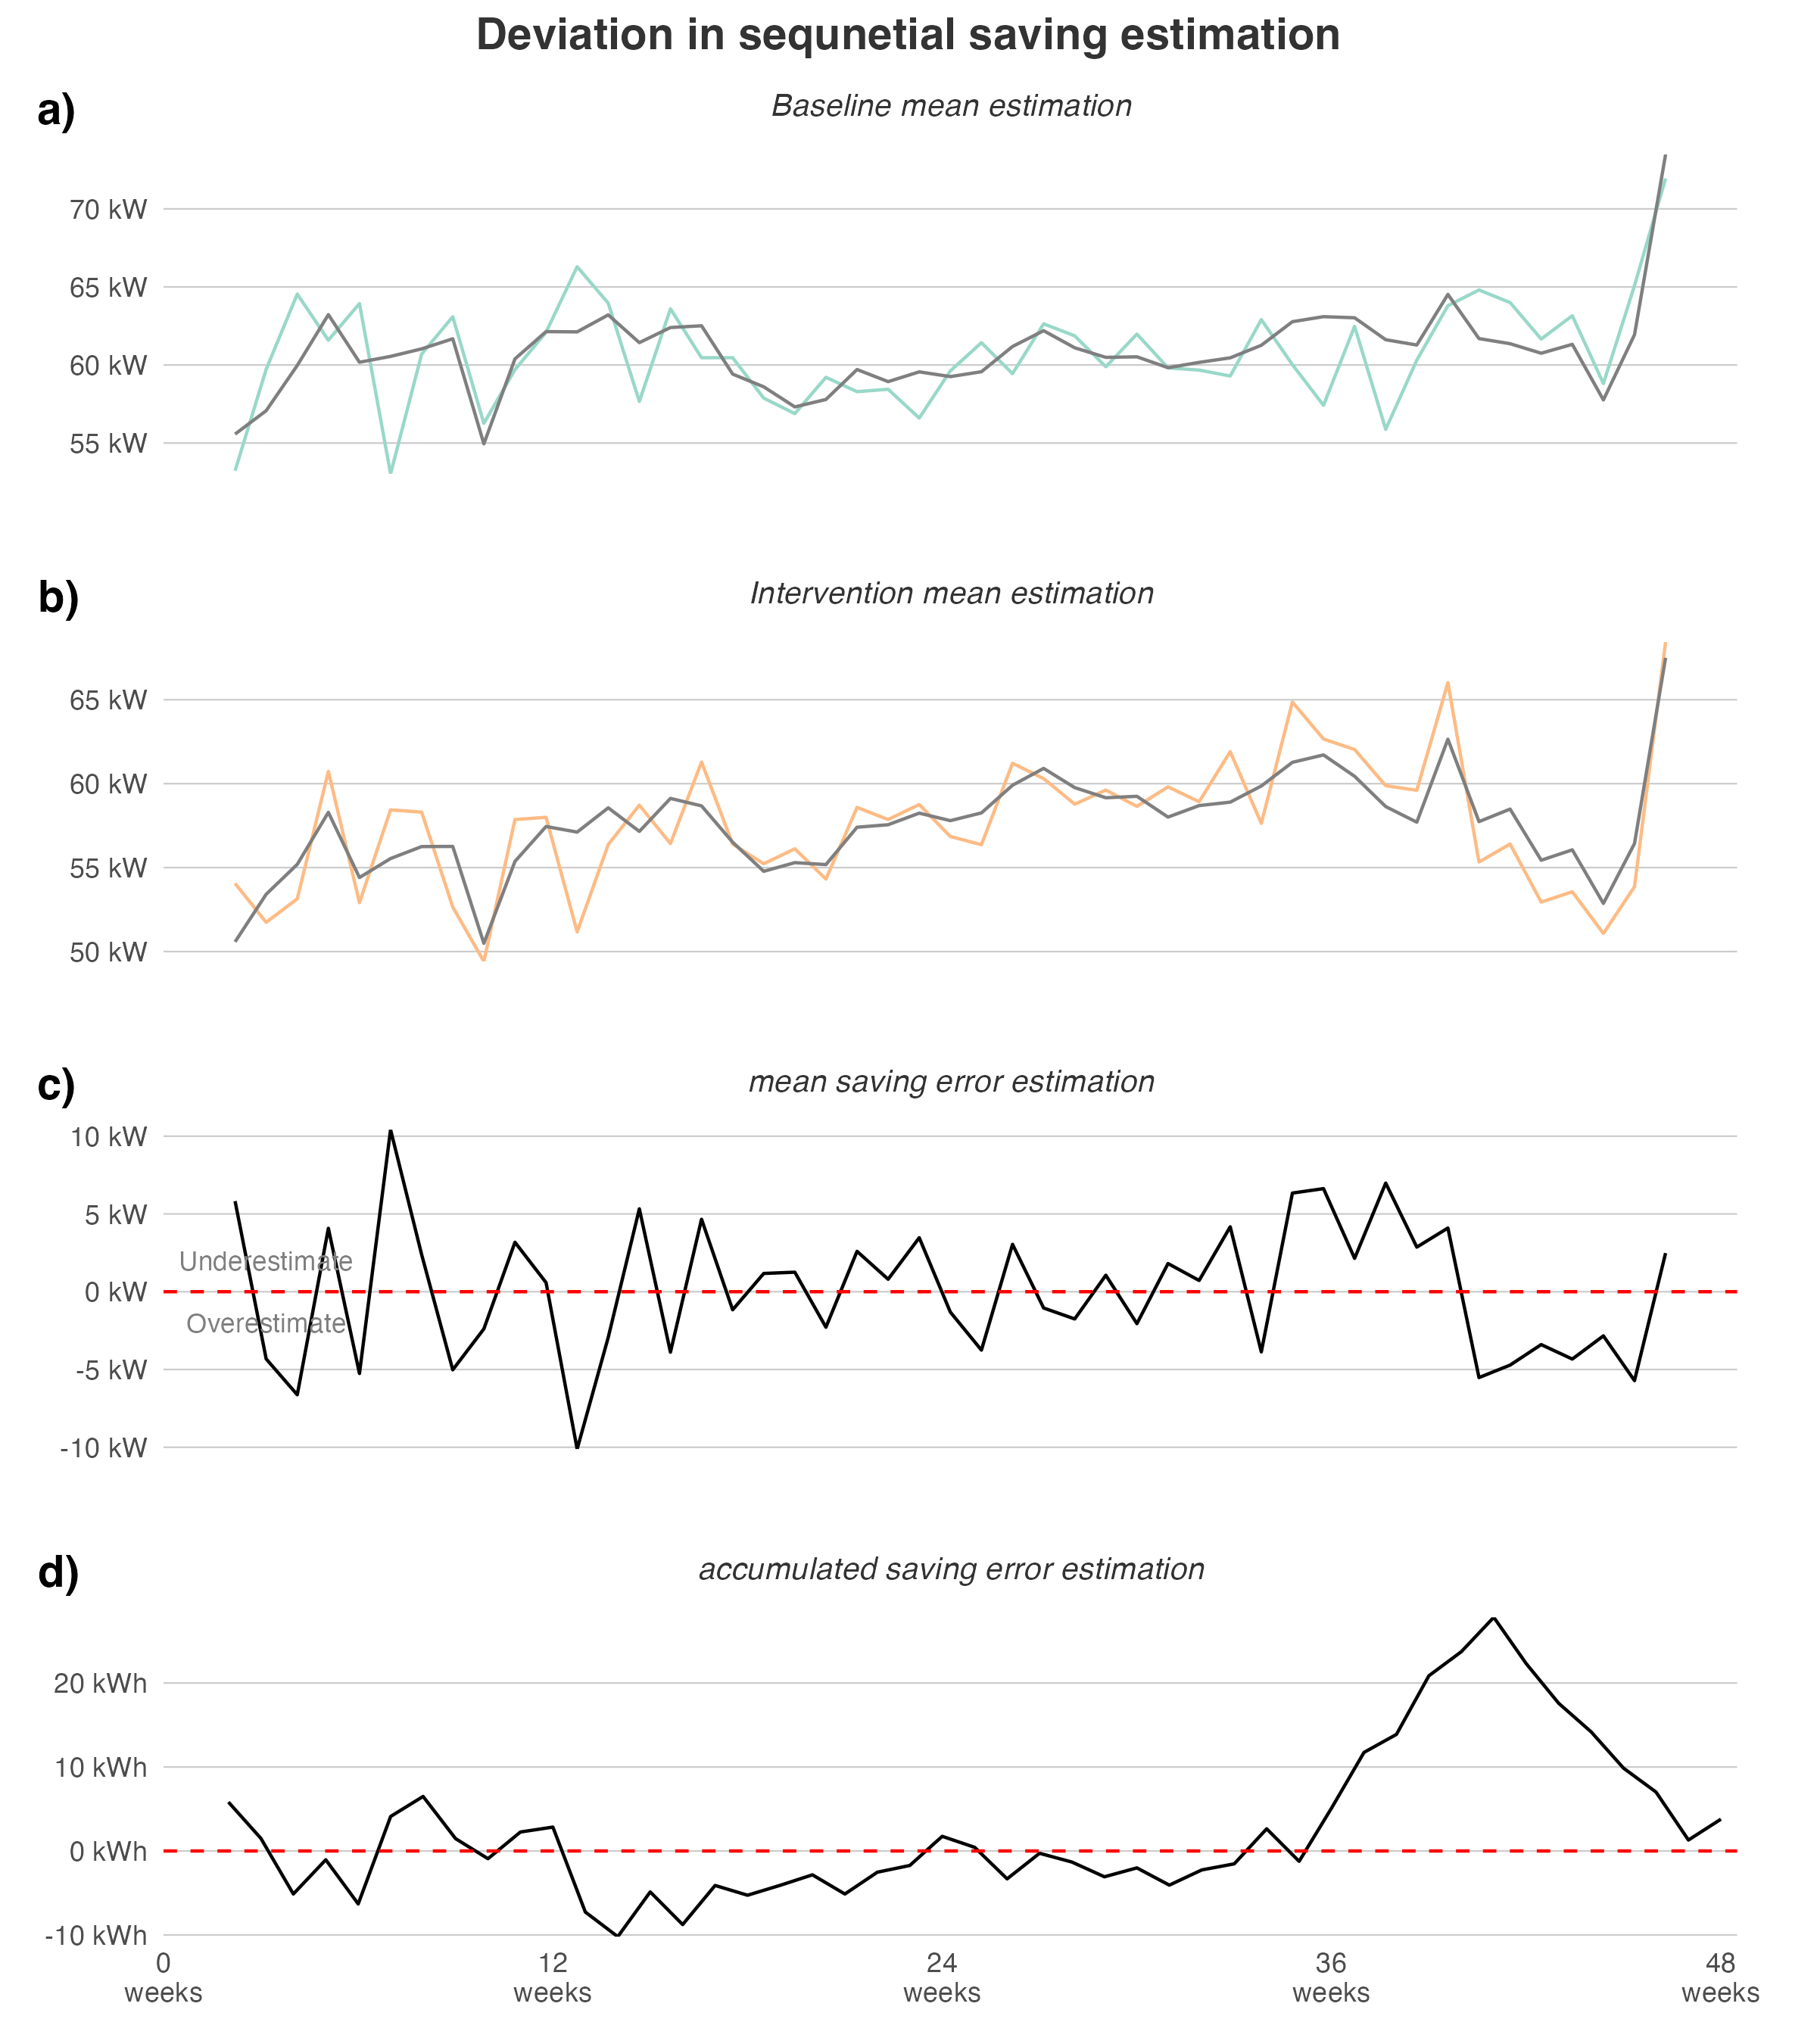 Deviation in sequnetial saving estimation
a)
Baseline mean estimation
70 kW
65 kW
60 kW
55 kW
b)
Intervention mean estimation
65 kW
60 kW
55 kW
50 kW
c)
mean saving error estimation
10 kW
5 kW
Underestimate
0 kW
Overestimate
-5 kW
-10 kW
d)
accumulated saving error estimation
20 kWh
10 kWh
0 kWh
-10 kWh
0 12 24 36 48
weeks weeks weeks weeks weeks